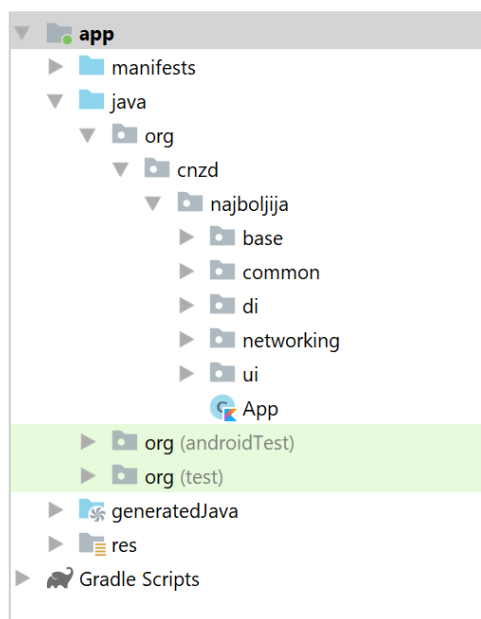 app
manifests
java
org
cnzd
najboljija
base
common
di
networking
ui
App
org (androidTest)
org (test)
generatedJava
res
Gradle Scripts